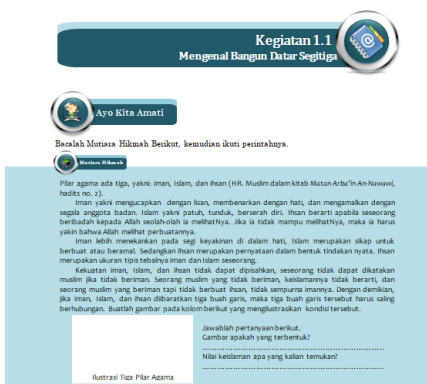 Kegiatan 1.1
Mengenal Bangun Datar Segitiga
Ayo Kita Amati
Bacalah Mutiara Hikmah Berikut, kemudian ikuti perintahnya.
Mutiara Hikmah
Pilar agama ada tiga, yakni: iman, Islam, dan ihsan (HR. Muslim dalam kitab Matan Arba'in An-Nawawi,
hadits no. 2).
Iman yakni mengucapkan dengan lisan, membenarkan dengan hati, dan mengamalkan dengan
segala anggota badan. Islam yakni patuh, tunduk, berserah diri. Ihsan berarti apabila seseorang
beribadah kepada Allah seolah-olah ia melihatNya. Jika ia tidak mampu melihatNya, maka ia harus
yakin bahwa Allah melihat perbuatannya.
Iman lebih menekankan pada segi keyakinan di dalam hati, Islam merupakan sikap untuk
berbuat atau beramal. Sedangkan ihsan merupakan pernyataan dalam bentuk tindakan nyata. Ihsan
merupakan ukuran tipis tebalnya iman dan Islam seseorang.
Kekuatan iman, Islam, dan ihsan tidak dapat dipisahkan, seseorang tidak dapat dikatakan
muslim jika tidak beriman. Seorang muslim yang tidak beriman, keislamannya tidak berarti, dan
seorang muslim yang beriman tapi tidak berbuat ihsan, tidak sempurna imannya. Dengan demikian,
jika iman, Islam, dan ihsan diibaratkan tiga buah garis, maka tiga buah garis tersebut harus saling
berhubungan. Buatlah gambar pada kolom berikut yang mengilustrasikan kondisi tersebut.
Jawablah pertanyaan berikut.
Gambar apakah yang terbentuk?
Nilai keislaman apa yang kalian temukan?
Ilustrasi Tiga Pilar Agama